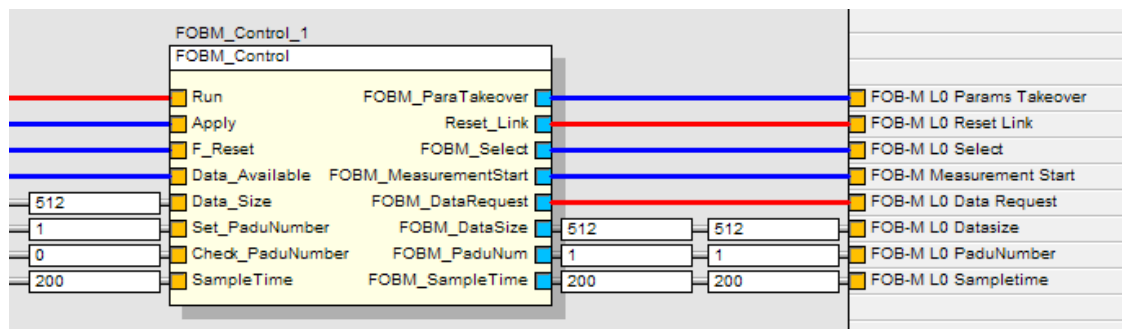 FOBM_Control_1
FOBM_Control
Run FOBM_ParaTakeover FOB-M L0 Params Takeover
Apply Reset_Link FOB-M L0 Reset Link
F_Reset FOBM_Select FOB-M L0 Select
Data_Available FOBM_MeasurementStart FOB-M Measurement Start
512 Data_Size FOBM_DataRequest FOB-M L0 Data Request
1 Set_PaduNumber FOBM_DataSize 512 512 FOB-M L0 Datasize
0 Check_PaduNumber FOBM_PaduNum 1 1 FOB-M L0 PaduNumber
200 SampleTime FOBM_SampleTime 200 200 FOB-M L0 Sampletime